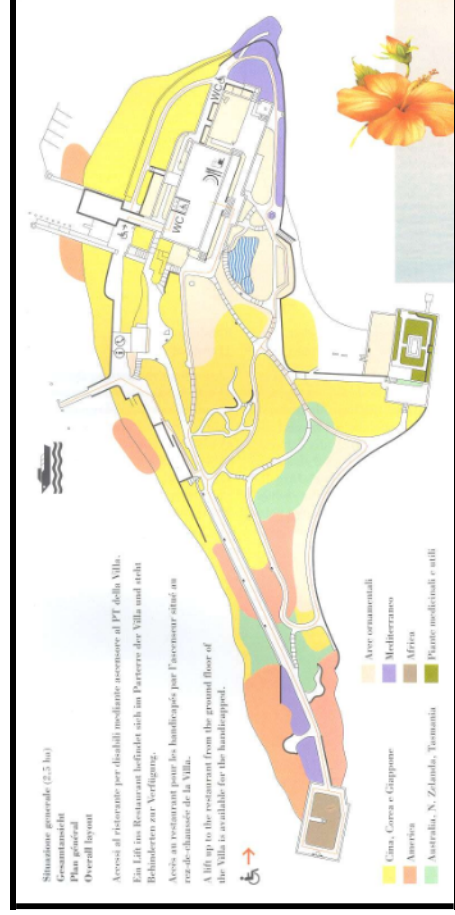 Situazione generale (2,5 ha)
Gesamtansicht
Plan général
Overall layout
Accessi al ristorante per disabili mediante ascensore al PT della Villa.
Ein Lift ins Restaurant befindet sich im Parterre der Villa und steht
Behinderten zur Verfügung.
Accès au restaurant pour les handicapés par l'ascenseur situé au
rez-de-chaussée de la Villa.
A lift up to the restaurant from the ground floor of
the Villa is available for the handicapped.
Cina, Corea e Giappone
America
Australia, N. Zelanda, Tasmania
Aree ornamentali
Mediterraneo
Africa
Piante medicinali e utili
WC
WC